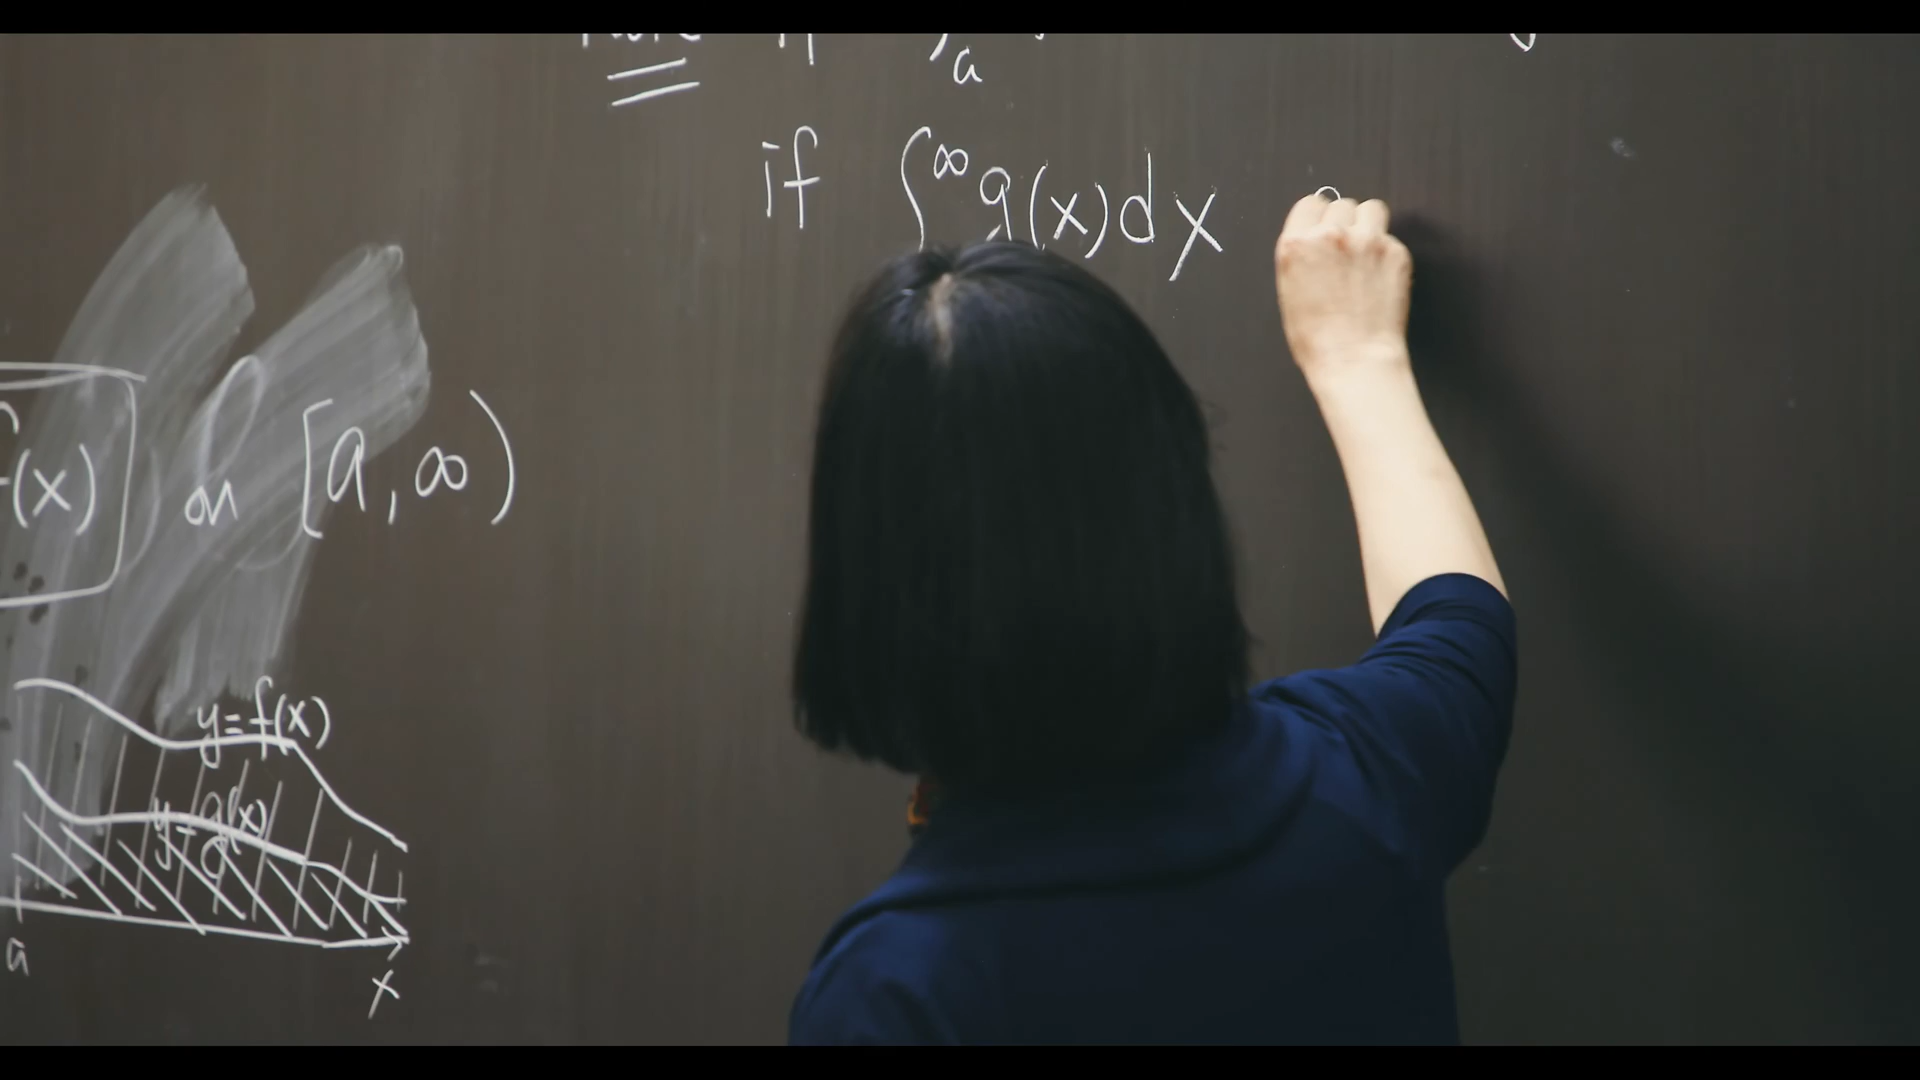 a
if ∫^∞ g(x)dx
(x) on [a, ∞)
y=f(x)
y=g(x)
a
x